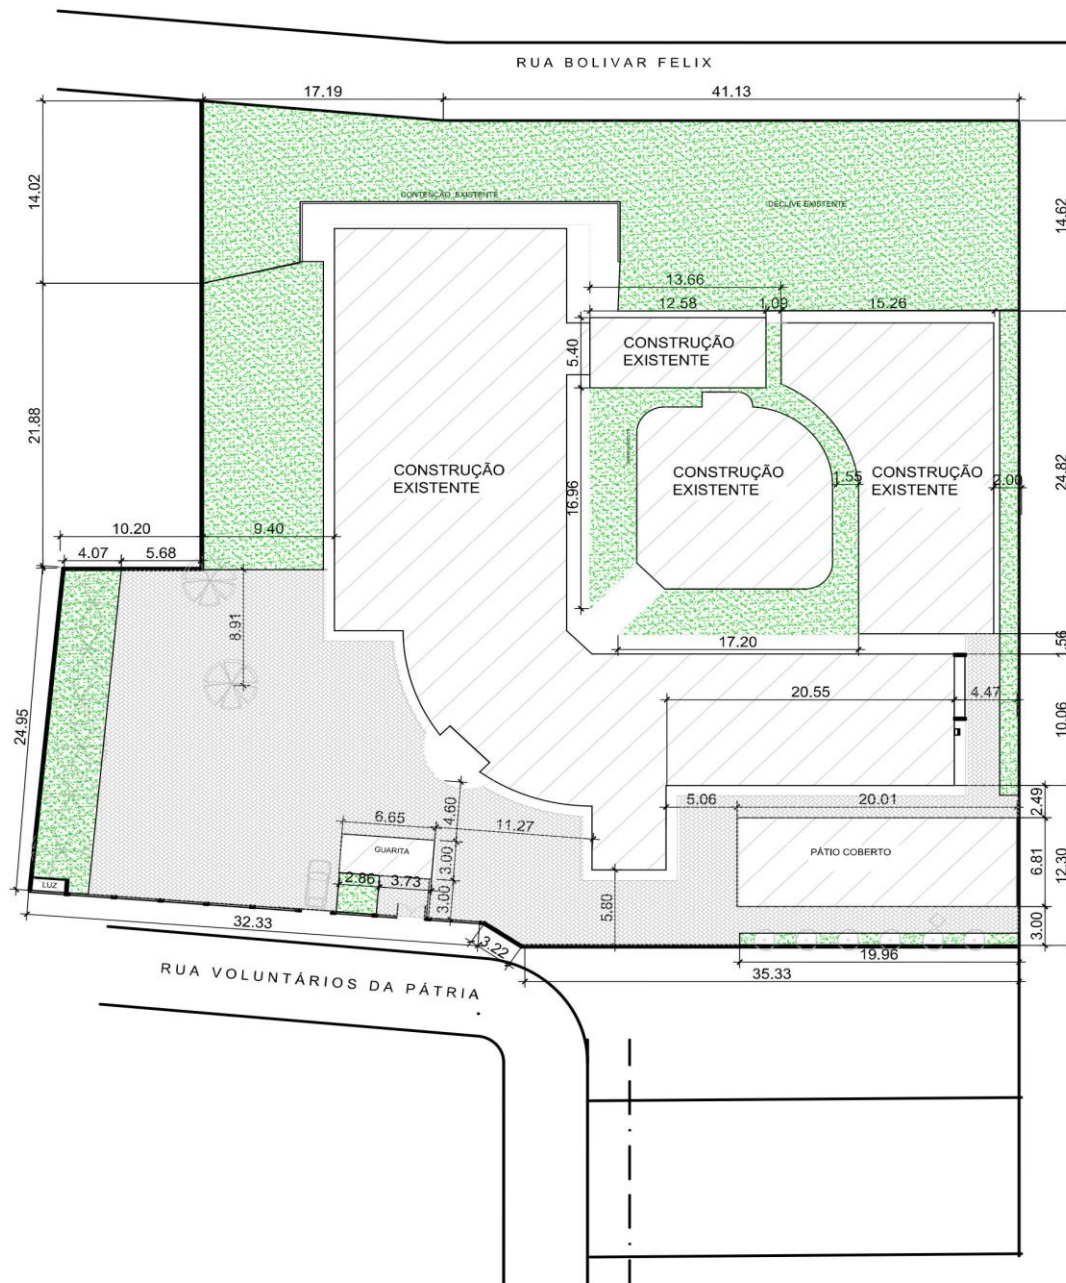 RUA BOLIVAR FELIX
17.19
41.13
14.02
14.62
CONTENÇÃO EXISTENTE
DECLIVE EXISTENTE
13.66
12.58
1.09
15.26
5.40
CONSTRUÇÃO
EXISTENTE
21.88
16.96
CONSTRUÇÃO
EXISTENTE
CONSTRUÇÃO
EXISTENTE
1.55
CONSTRUÇÃO
EXISTENTE
2.00
24.82
10.20
9.40
4.07
5.68
8.91
17.20
1.56
24.95
20.55
4.47
10.06
5.06
20.01
2.49
6.65
4.60
11.27
GUARITA
3.00
PÁTIO COBERTO
6.81
12.30
LUZ
2.86
3.73
3.00
5.80
3.00
32.33
3.22
19.96
35.33
RUA VOLUNTÁRIOS DA PÁTRIA